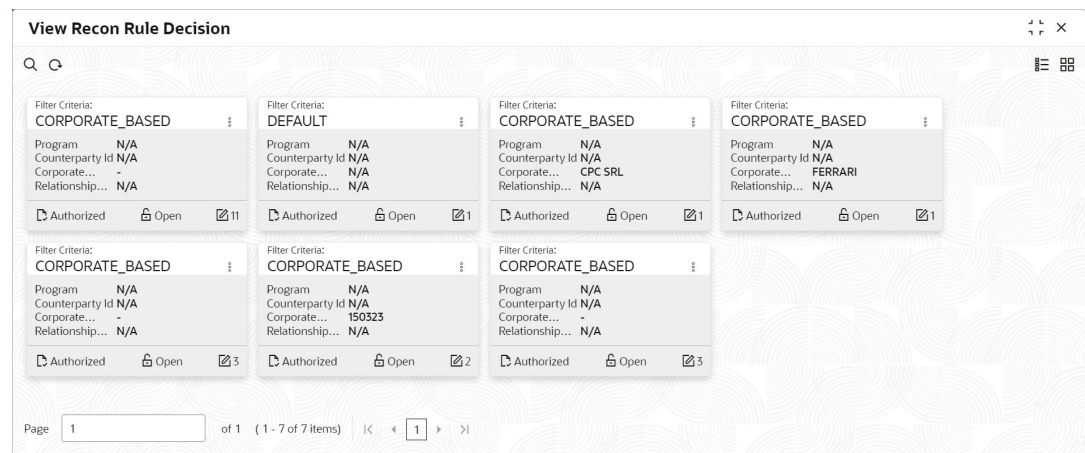 View Recon Rule Decision
Filter Criteria:
CORPORATE_BASED
Program N/A
Counterparty Id N/A
Corporate... -
Relationship... N/A
Authorized Open 11
Filter Criteria:
DEFAULT
Program N/A
Counterparty Id N/A
Corporate... N/A
Relationship... N/A
Authorized Open 1
Filter Criteria:
CORPORATE_BASED
Program N/A
Counterparty Id N/A
Corporate... CPC SRL
Relationship... N/A
Authorized Open 1
Filter Criteria:
CORPORATE_BASED
Program N/A
Counterparty Id N/A
Corporate... FERRARI
Relationship... N/A
Authorized Open 1
Filter Criteria:
CORPORATE_BASED
Program N/A
Counterparty Id N/A
Corporate... -
Relationship... N/A
Authorized Open 3
Filter Criteria:
CORPORATE_BASED
Program N/A
Counterparty Id N/A
Corporate... 150323
Relationship... N/A
Authorized Open 2
Filter Criteria:
CORPORATE_BASED
Program N/A
Counterparty Id N/A
Corporate... -
Relationship... N/A
Authorized Open 3
Page 1 of 1 (1 - 7 of 7 items) 1